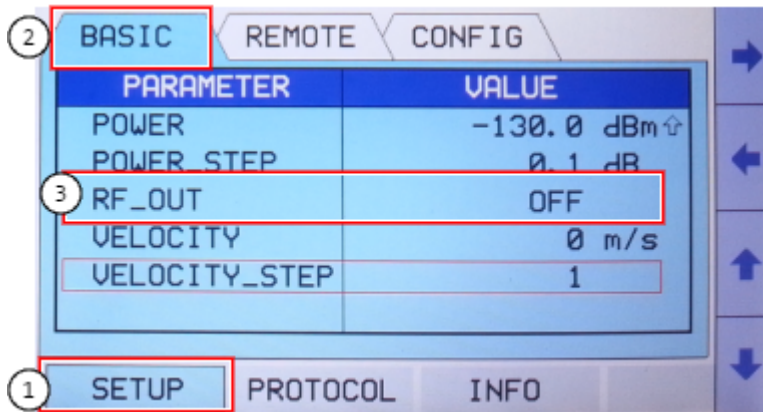 2 BASIC REMOTE CONFIG
PARAMETER VALUE
POWER -130.0 dBm⇧
POWER_STEP 0.1 dB
3 RF_OUT OFF
VELOCITY 0 m/s
VELOCITY_STEP 1
1 SETUP PROTOCOL INFO